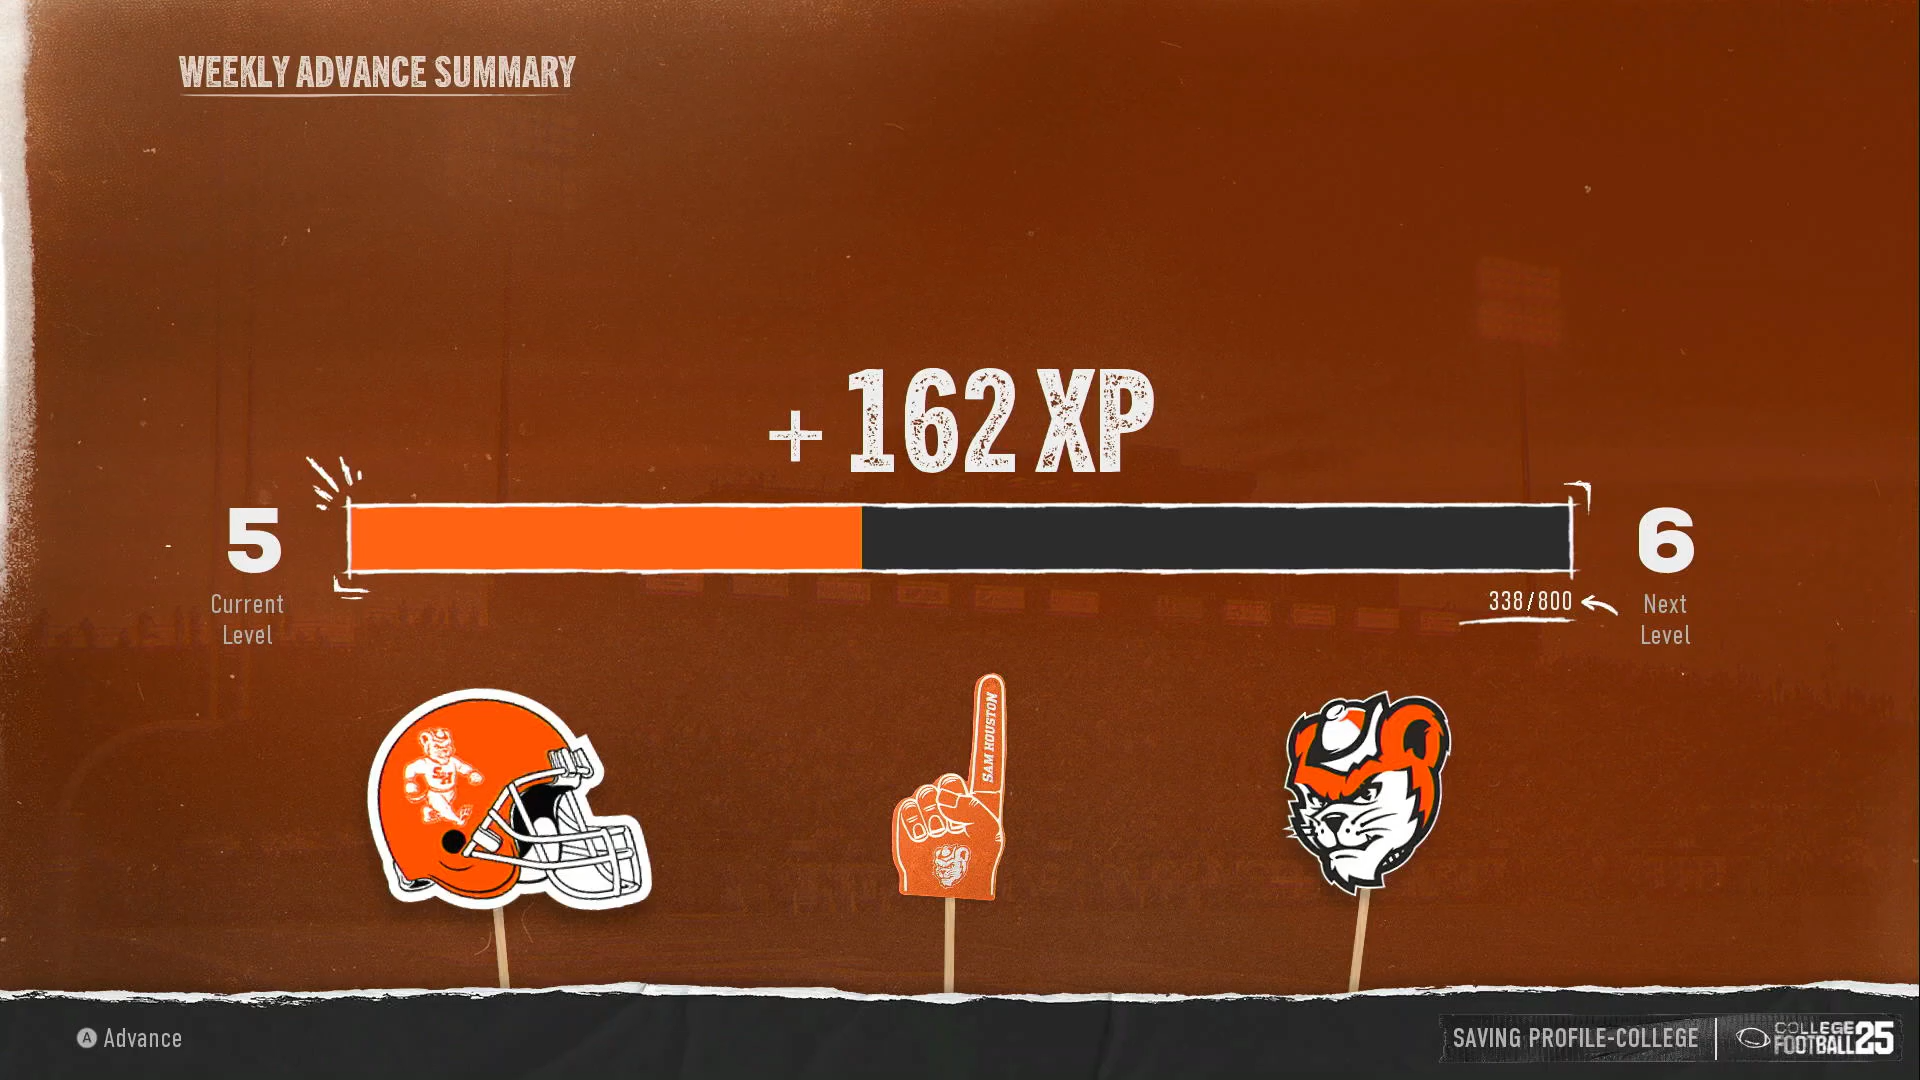 WEEKLY ADVANCE SUMMARY
+ 162 XP
5
Current
Level
6
Next
Level
338/800
SAM HOUSTON
SH
A Advance
SAVING PROFILE-COLLEGE
COLLEGE
FOOTBALL 25